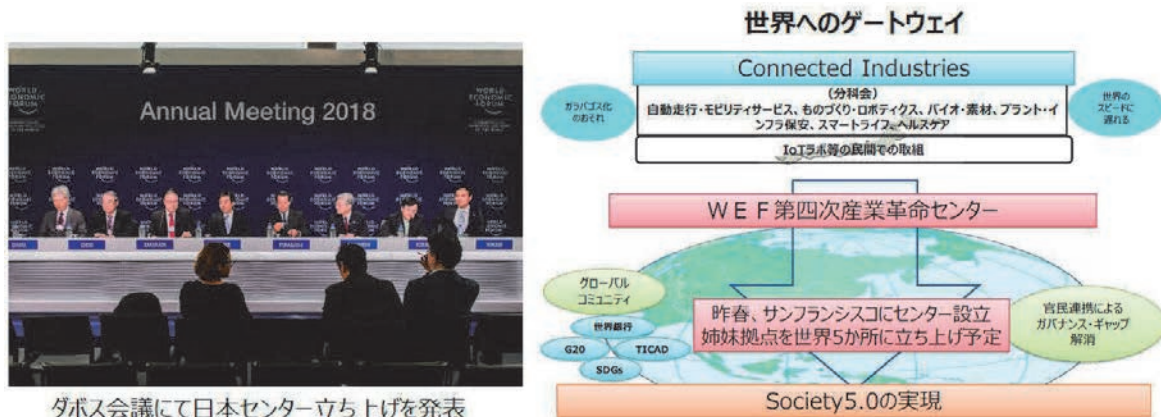 WORLD ECONOMIC FORUM
Annual Meeting 2018
WORLD ECONOMIC FORUM
ダボス会議にて日本センター立ち上げを発表
世界へのゲートウェイ
Connected Industries
ガラパゴス化
のおそれ
(分科会)
自動走行・モビリティサービス、ものづくり・ロボティクス、バイオ・素材、プラント・イ
ンフラ保安、スマートライフ、ヘルスケア
世界の
スピードに
遅れる
IoTラボ等の民間での取組
WEF第四次産業革命センター
グローバル
コミュニティ
世界銀行
G20
TICAD
SDGs
昨春、サンフランシスコにセンター設立
姉妹拠点を世界5か所に立ち上げ予定
官民連携による
ガバナンス・ギャップ
解消
Society5.0の実現